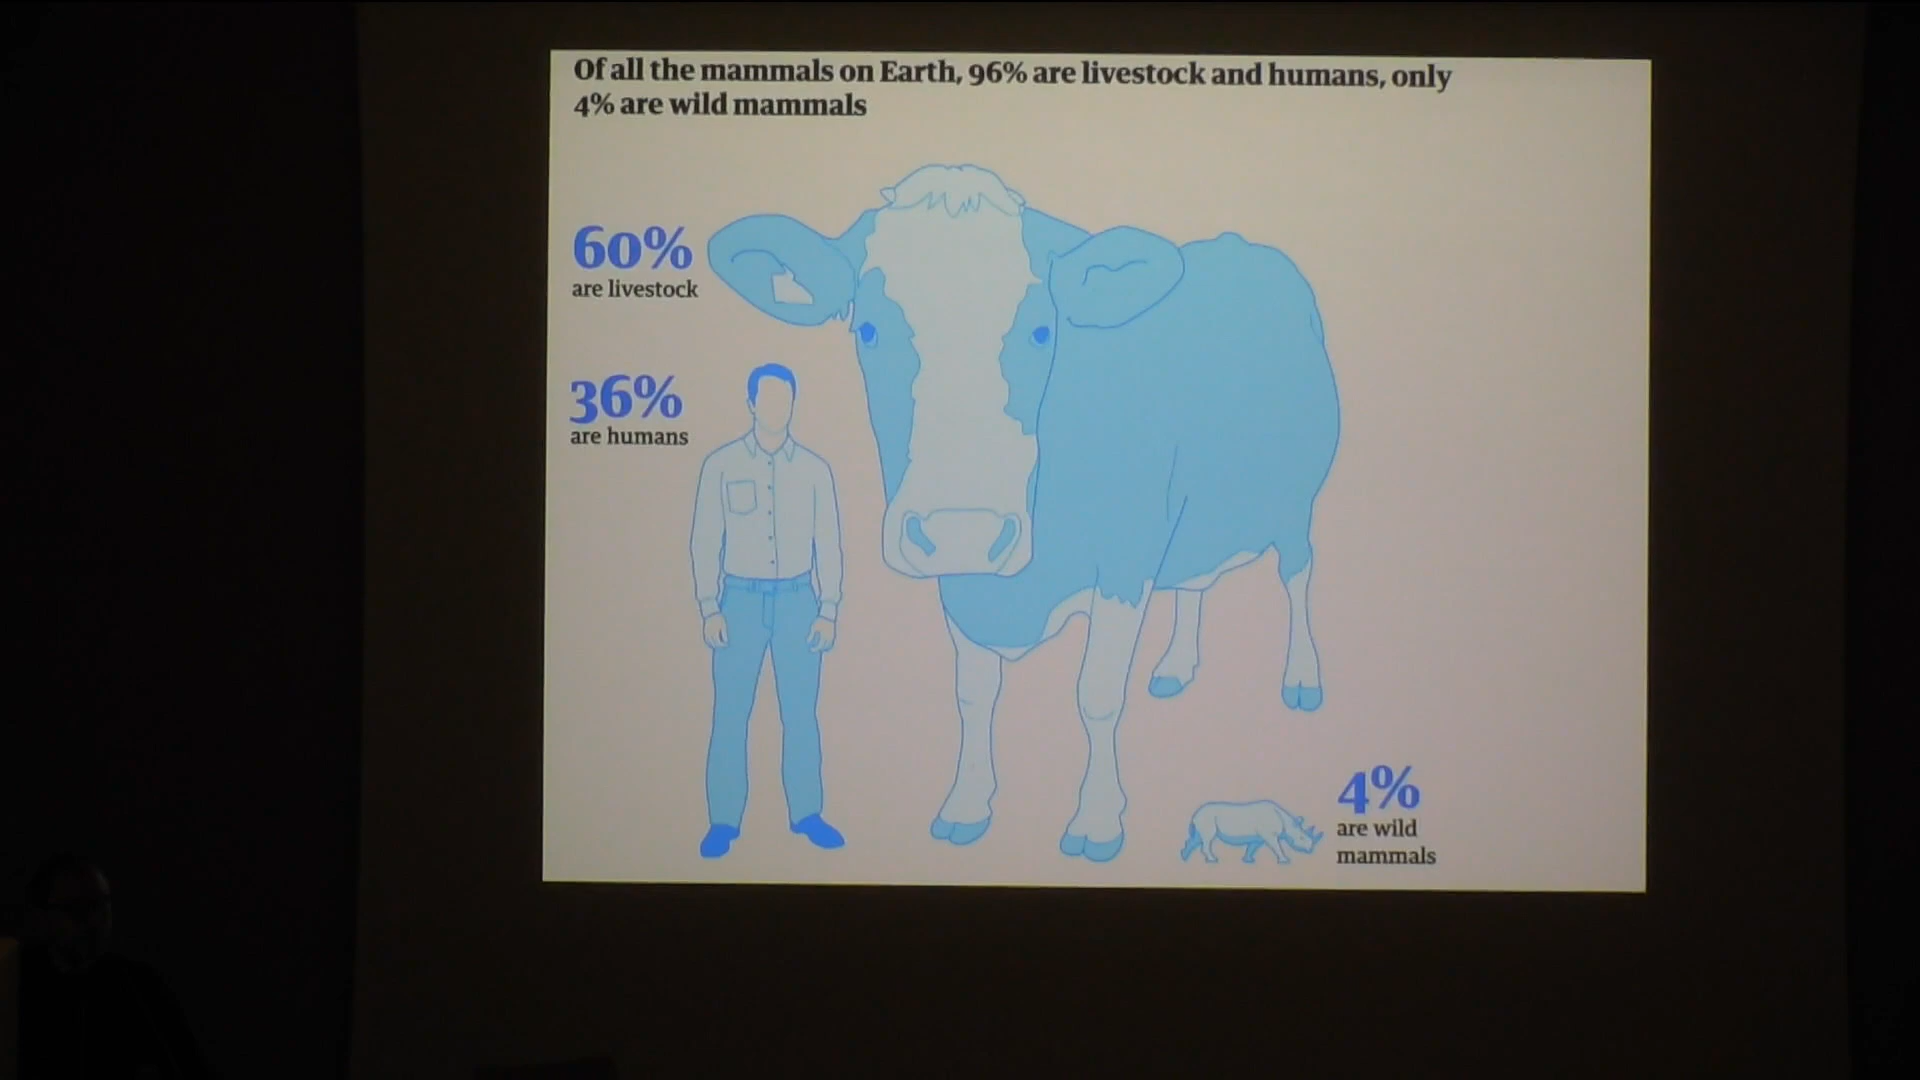 Of all the mammals on Earth, 96% are livestock and humans, only
4% are wild mammals
60%
are livestock
36%
are humans
4%
are wild
mammals